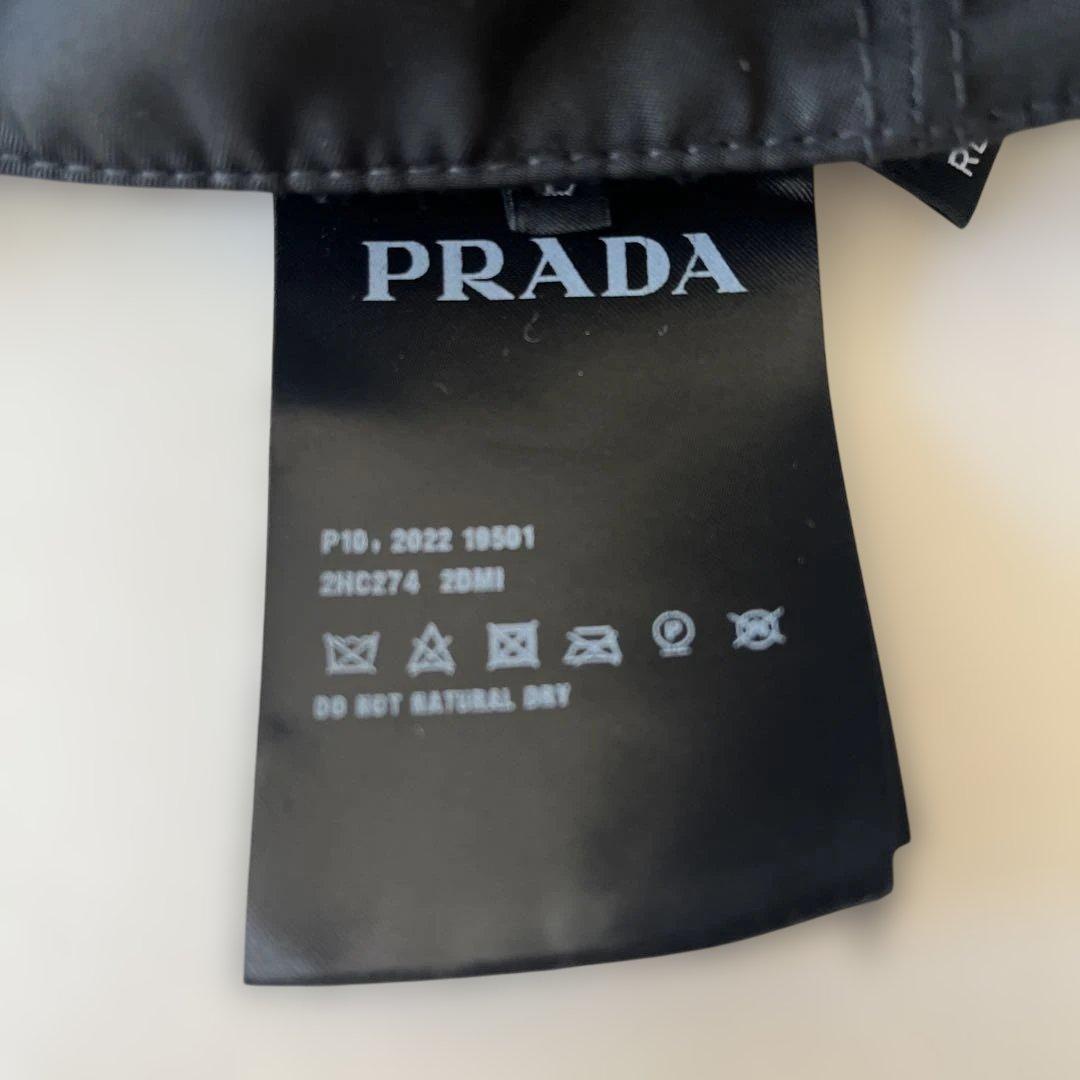 PRADA
P10, 2022 19501
2HC274 2DMI
DO NOT NATURAL DRY